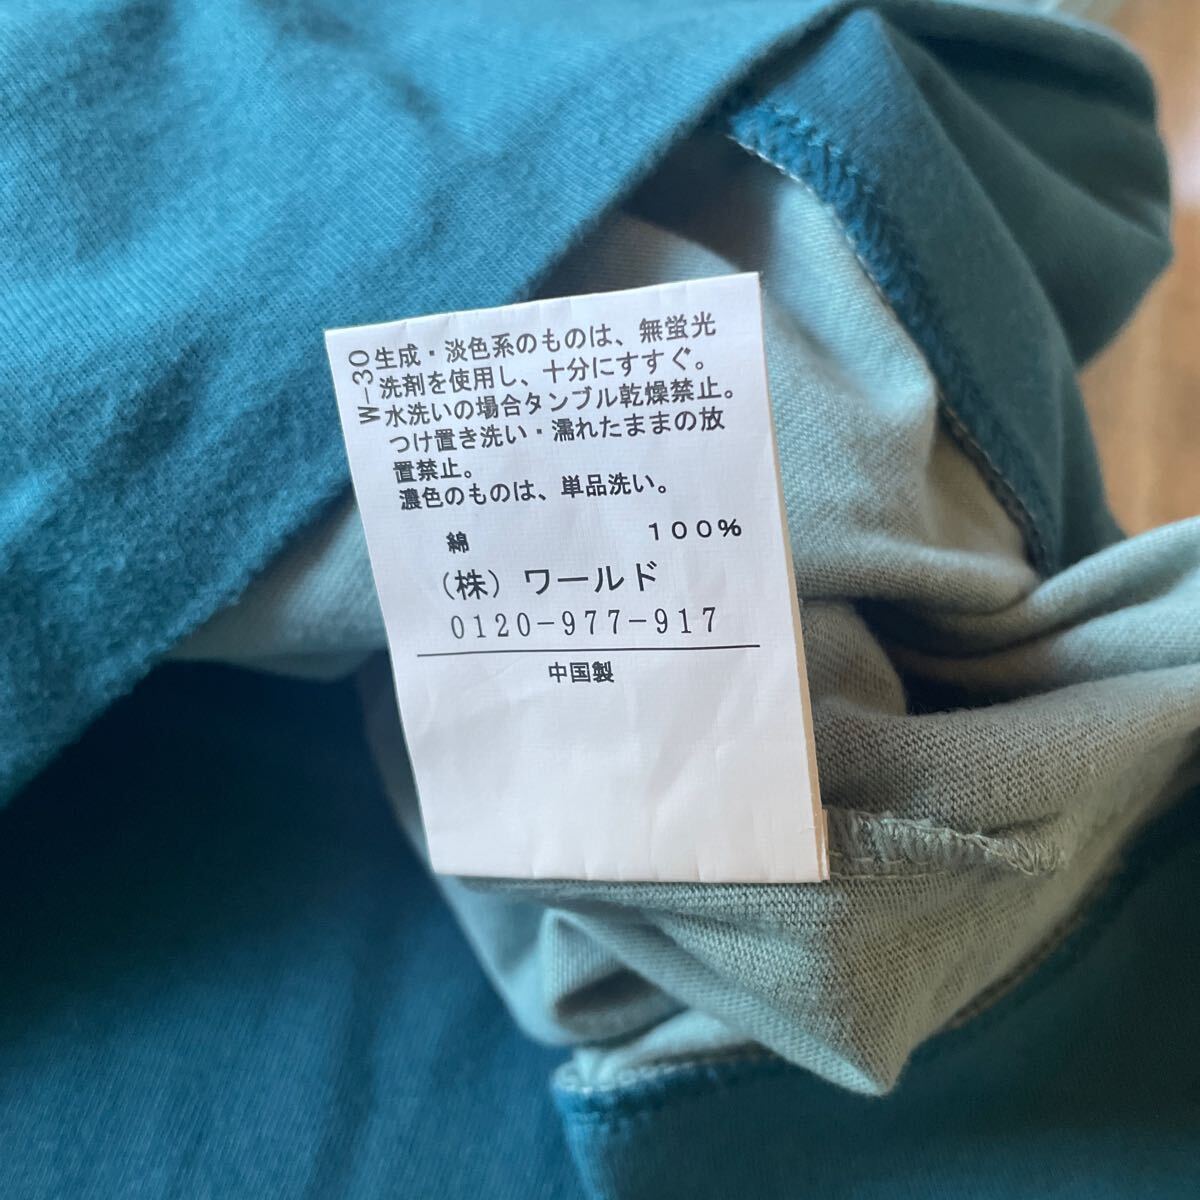 W-30
生成・淡色系のものは、無蛍光
洗剤を使用し、十分にすすぐ。
水洗いの場合タンブル乾燥禁止。
つけ置き洗い・濡れたままの放
置禁止。
濃色のものは、単品洗い。
綿 100%
(株) ワールド
0120-977-917
中国製